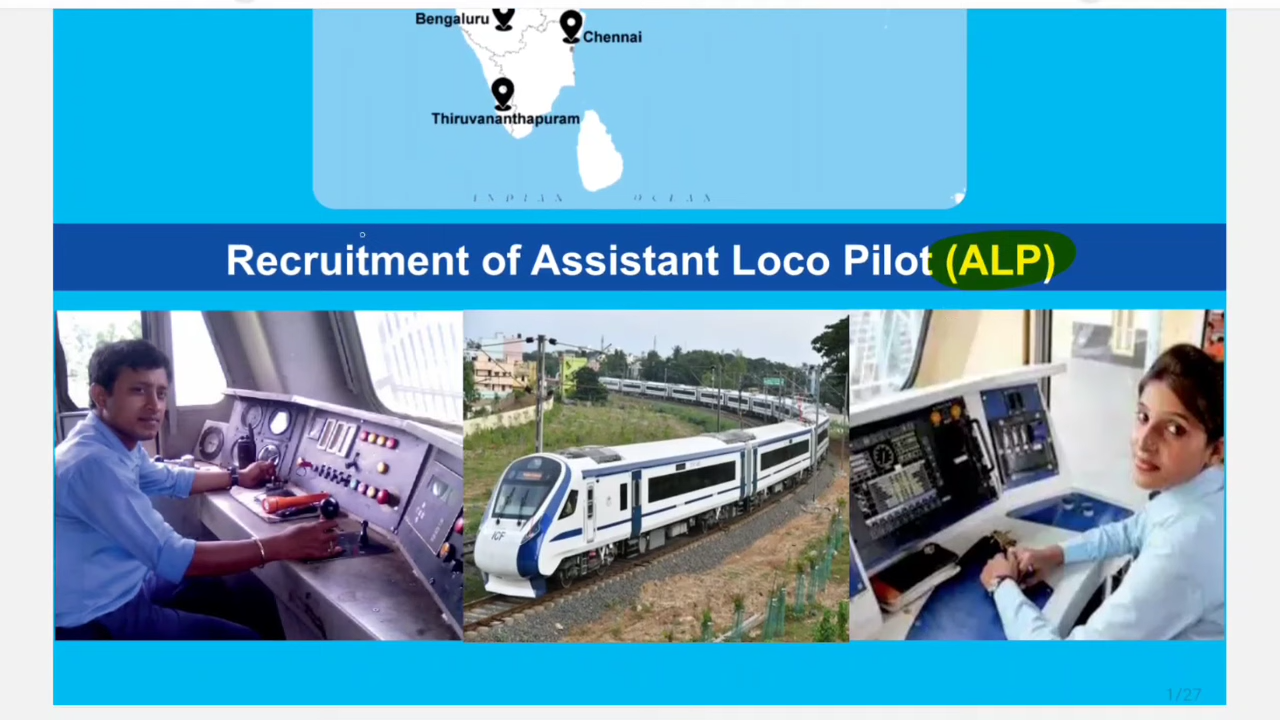 Bengaluru
Chennai
Thiruvananthapuram
INDIAN OCEAN
Recruitment of Assistant Loco Pilot (ALP)
ICF
1/27